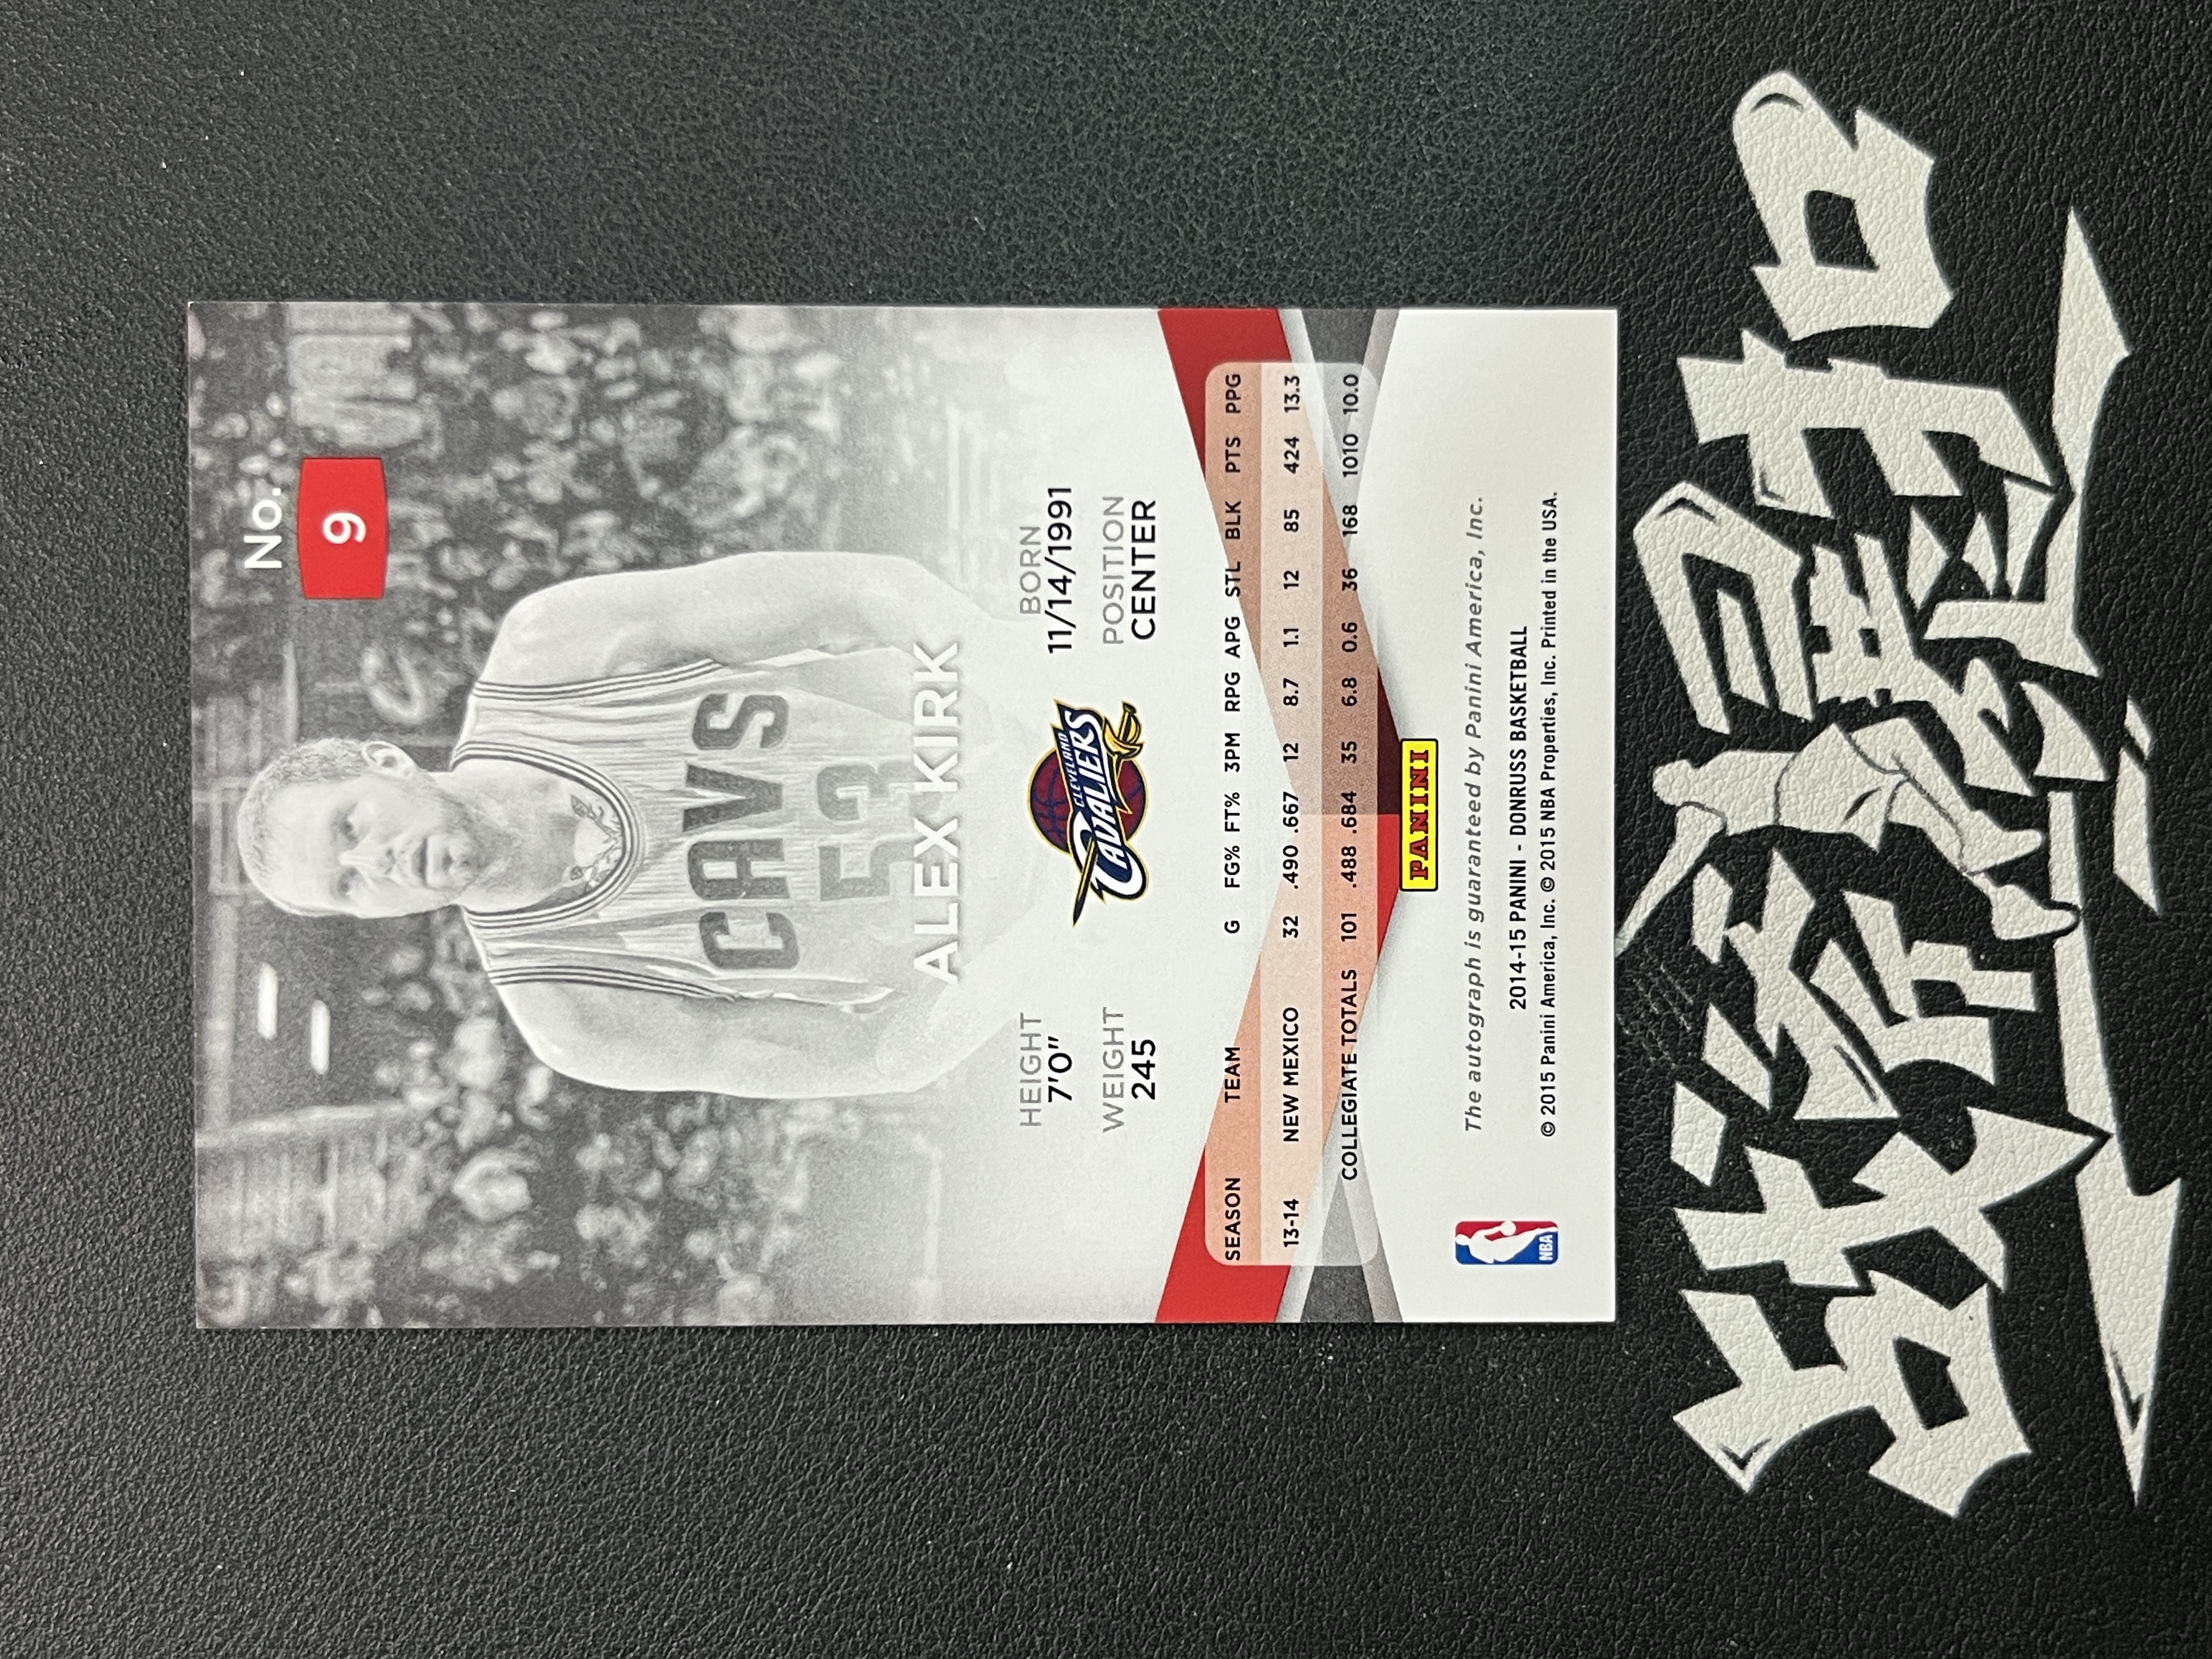 No.
9
CAVS
53
ALEX KIRK
HEIGHT
7'0"
WEIGHT
245
CLEVELAND
CAVALIERS
BORN
11/14/1991
POSITION
CENTER
SEASON TEAM G FG% FT% 3PM RPG APG STL BLK PTS PPG
13-14 NEW MEXICO 32 .490 .667 12 8.7 1.1 12 85 424 13.3
COLLEGIATE TOTALS 101 .488 .684 35 6.8 0.6 36 168 1010 10.0
PANINI
The autograph is guaranteed by Panini America, Inc.
2014-15 PANINI - DONRUSS BASKETBALL
© 2015 Panini America, Inc. © 2015 NBA Properties, Inc. Printed in the USA.
NBA